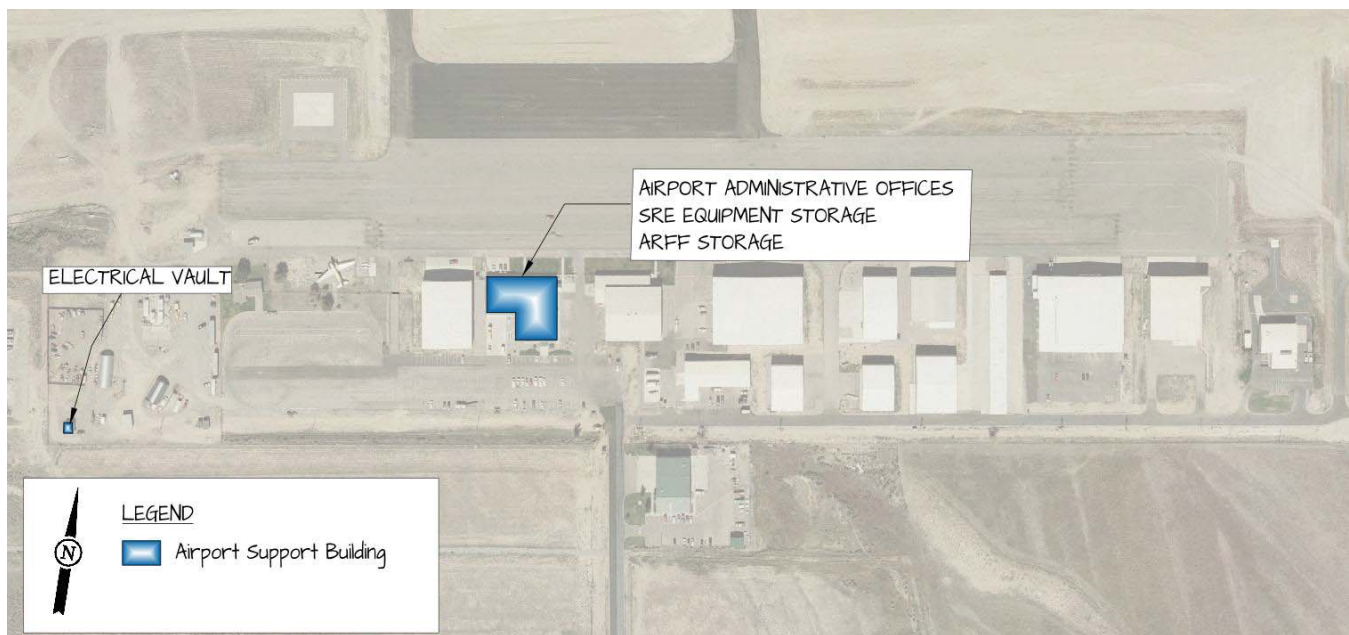 AIRPORT ADMINISTRATIVE OFFICES
SRE EQUIPMENT STORAGE
ARFF STORAGE
ELECTRICAL VAULT
LEGEND
N
Airport Support Building